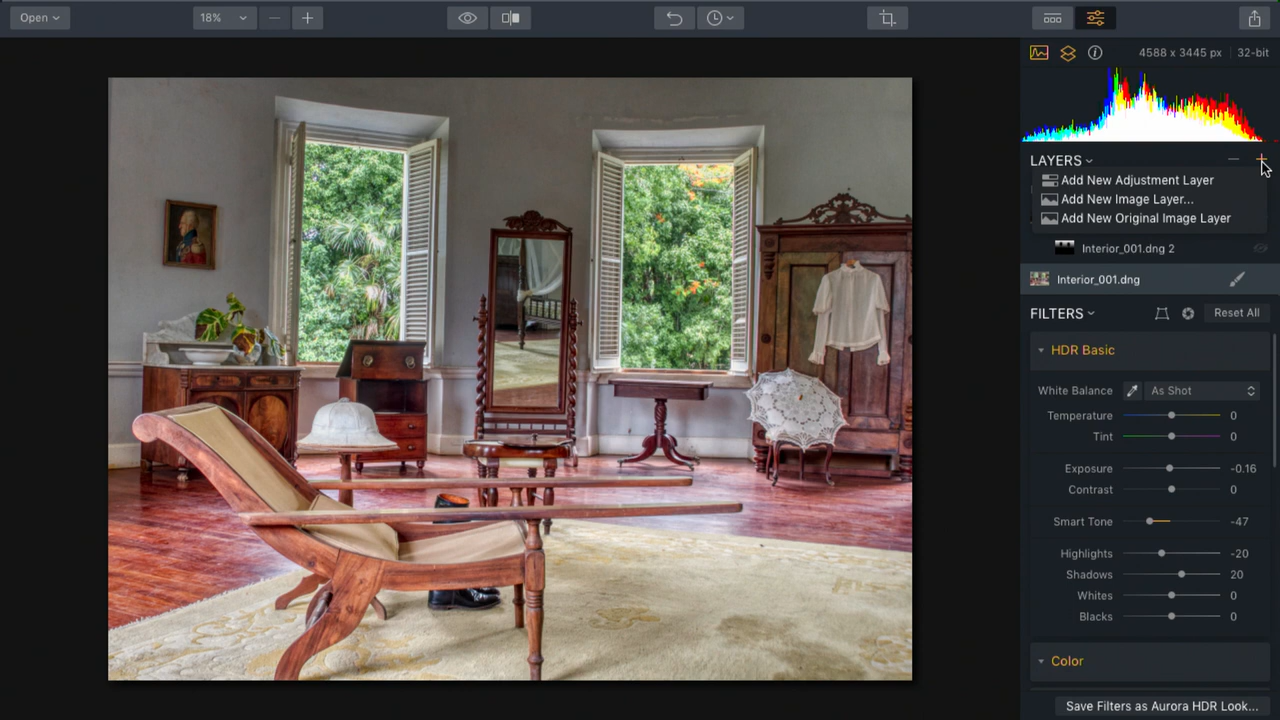 Open
18%
4588 x 3445 px 32-bit
LAYERS
Add New Adjustment Layer
Add New Image Layer...
Add New Original Image Layer
Interior_001.dng 2
Interior_001.dng
FILTERS Reset All
HDR Basic
White Balance As Shot
Temperature 0
Tint 0
Exposure -0.16
Contrast 0
Smart Tone -47
Highlights -20
Shadows 20
Whites 0
Blacks 0
Color
Save Filters as Aurora HDR Look...